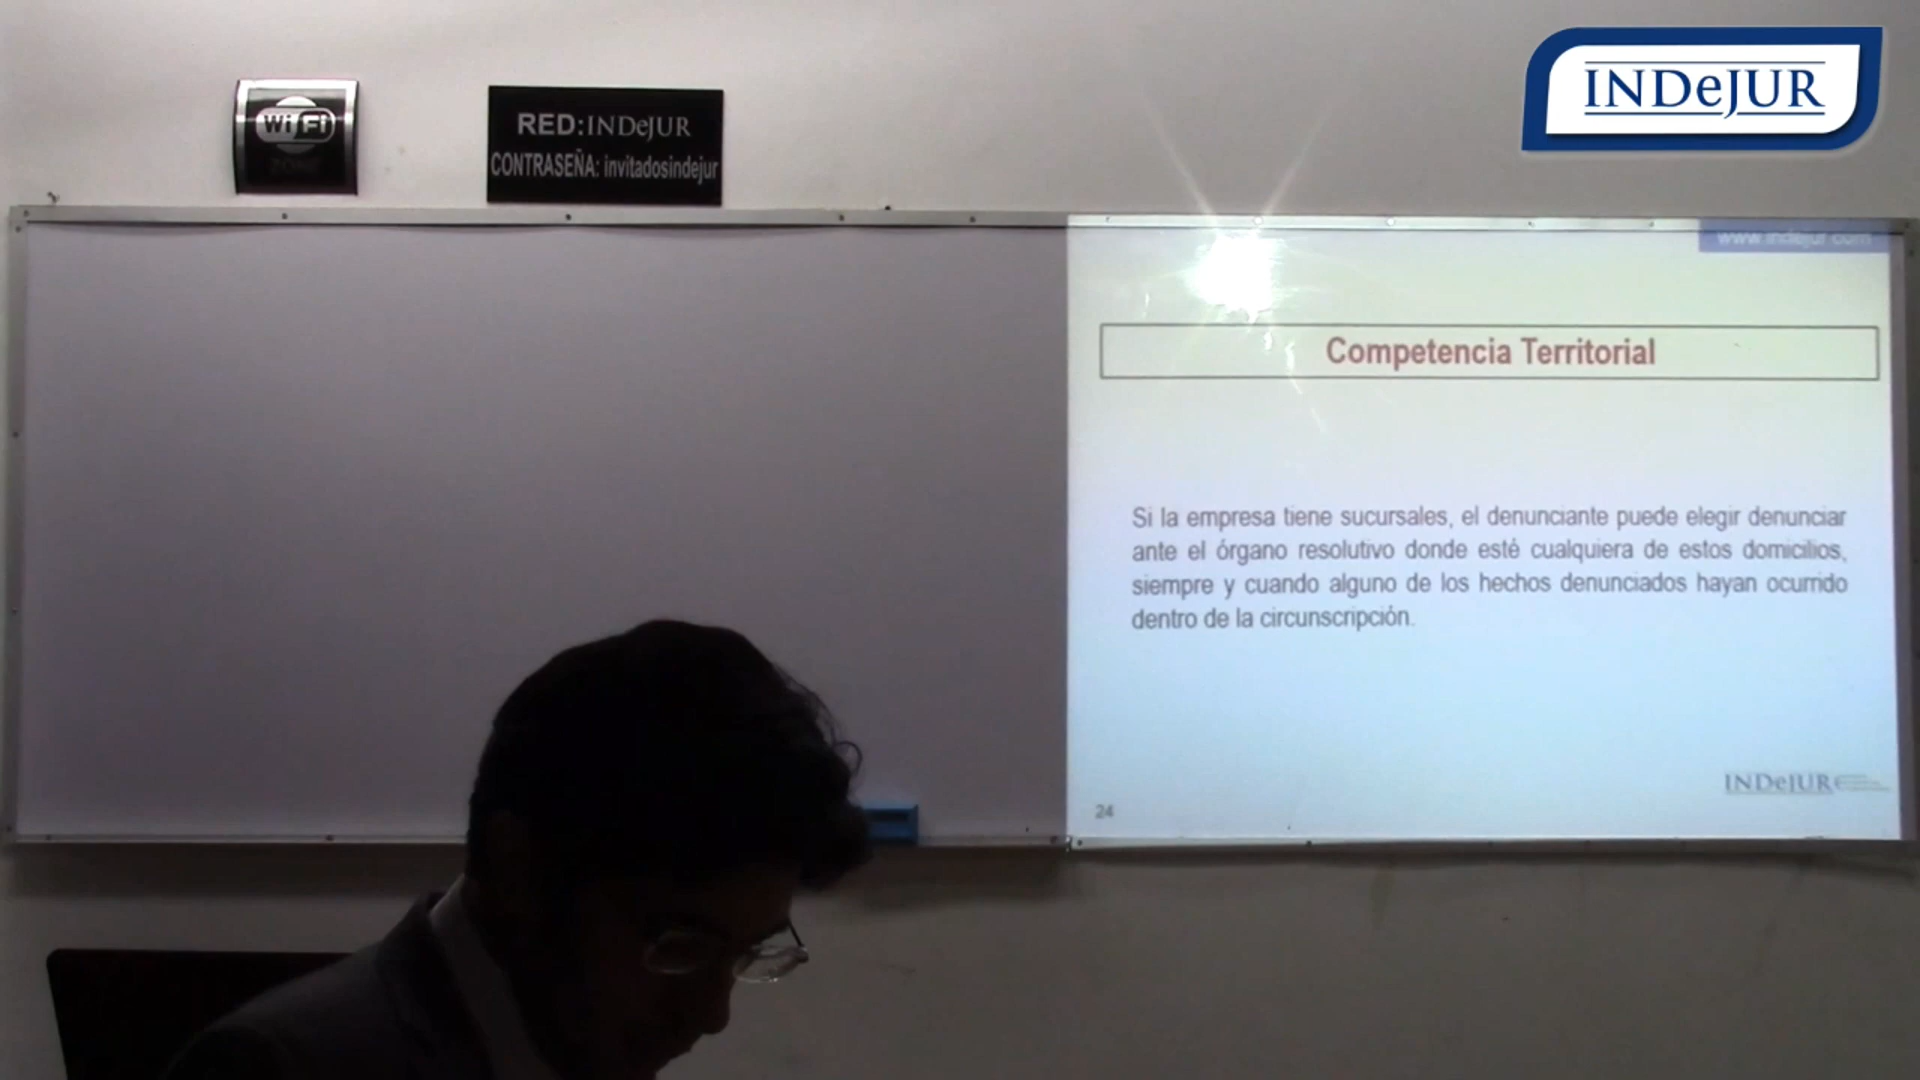 INDeJUR
Wi Fi
ZONE
RED:INDeJUR
CONTRASEÑA: invitadosindejur
www.indejur.com
Competencia Territorial
Si la empresa tiene sucursales, el denunciante puede elegir denunciar
ante el órgano resolutivo donde esté cualquiera de estos domicilios,
siempre y cuando alguno de los hechos denunciados hayan ocurrido
dentro de la circunscripción.
INDeJUR
24